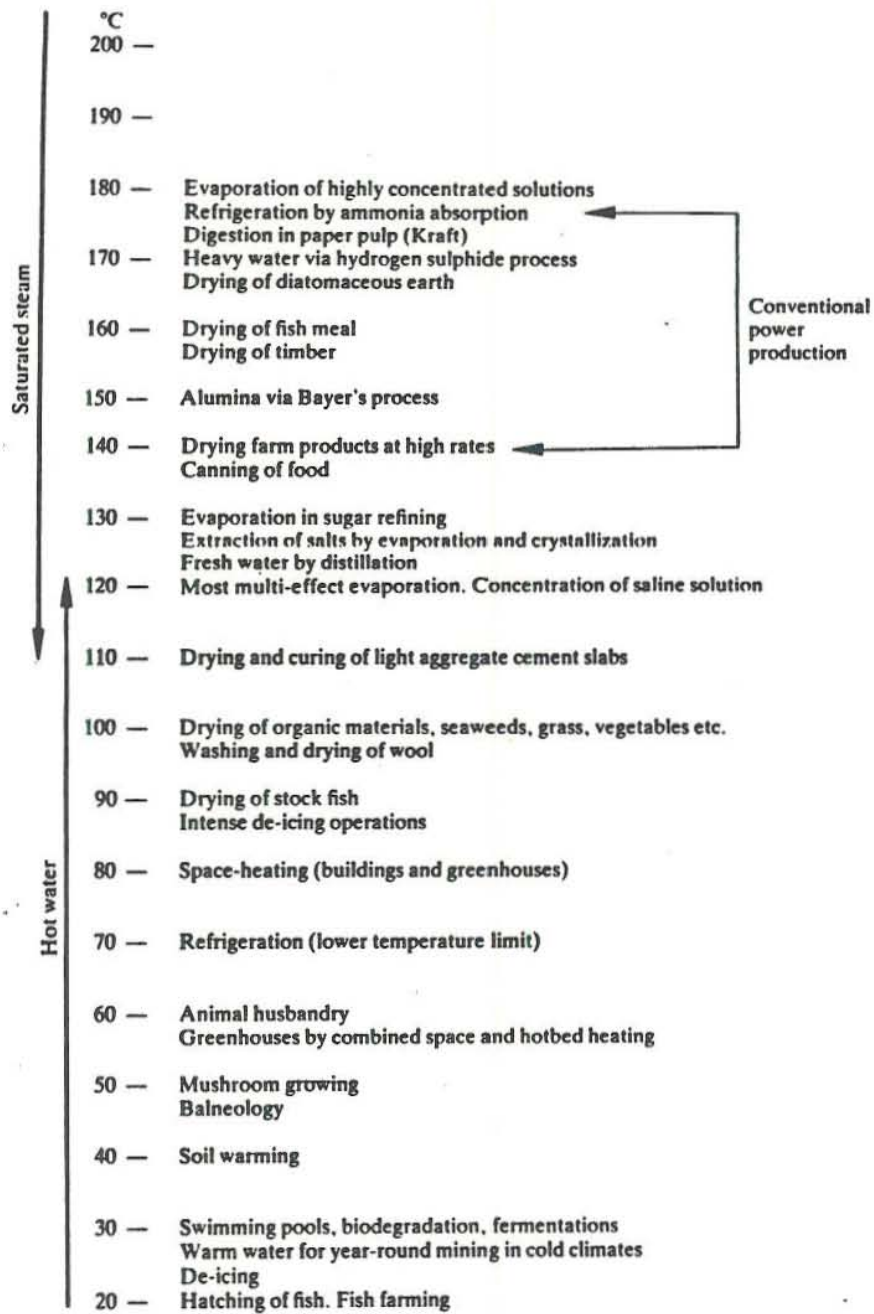 °C
200 —
190 —
180 — Evaporation of highly concentrated solutions
Refrigeration by ammonia absorption
Digestion in paper pulp (Kraft)
170 — Heavy water via hydrogen sulphide process
Drying of diatomaceous earth
160 — Drying of fish meal
Drying of timber
150 — Alumina via Bayer's process
140 — Drying farm products at high rates
Canning of food
130 — Evaporation in sugar refining
Extraction of salts by evaporation and crystallization
Fresh water by distillation
120 — Most multi-effect evaporation. Concentration of saline solution
110 — Drying and curing of light aggregate cement slabs
100 — Drying of organic materials, seaweeds, grass, vegetables etc.
Washing and drying of wool
90 — Drying of stock fish
Intense de-icing operations
80 — Space-heating (buildings and greenhouses)
70 — Refrigeration (lower temperature limit)
60 — Animal husbandry
Greenhouses by combined space and hotbed heating
50 — Mushroom growing
Balneology
40 — Soil warming
30 — Swimming pools, biodegradation, fermentations
Warm water for year-round mining in cold climates
De-icing
20 — Hatching of fish. Fish farming
Saturated steam
Hot water
Conventional
power
production